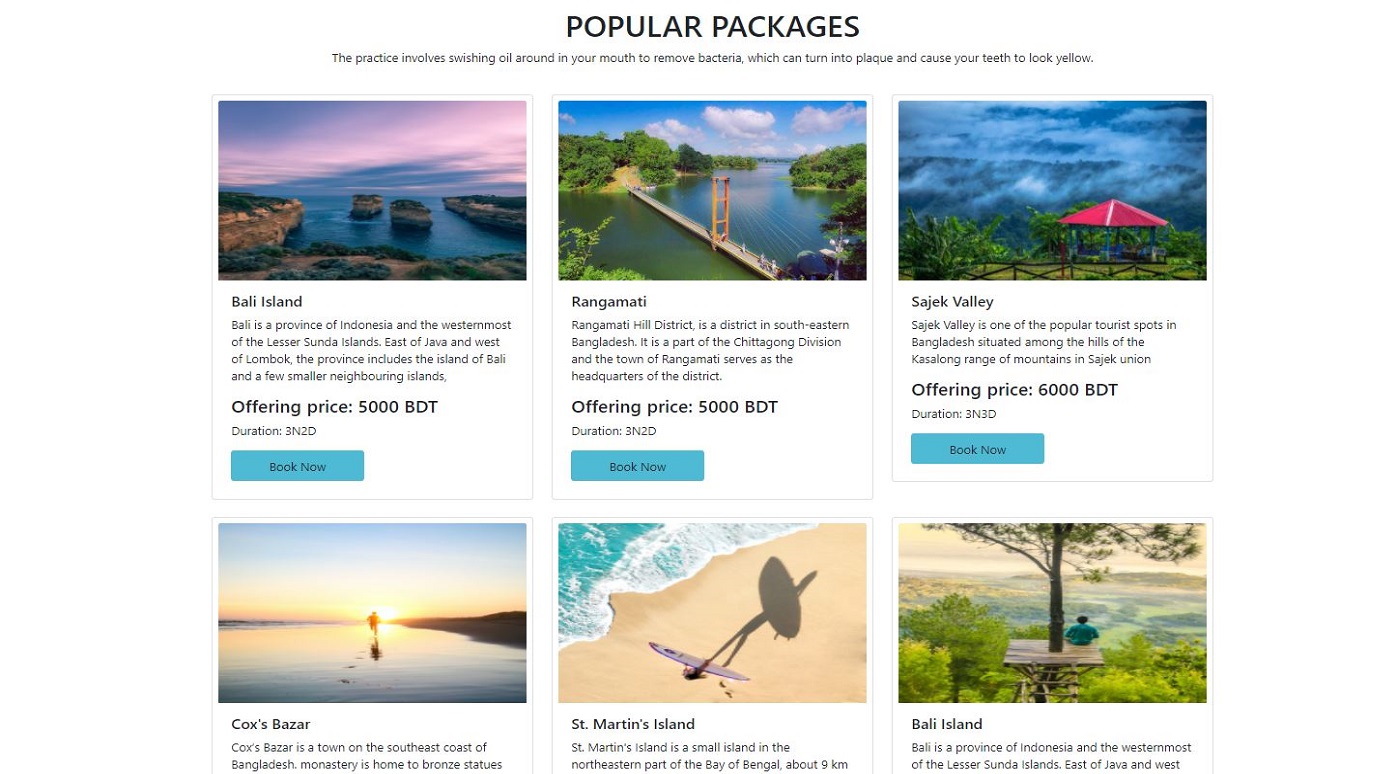 POPULAR PACKAGES
The practice involves swishing oil around in your mouth to remove bacteria, which can turn into plaque and cause your teeth to look yellow.
Bali Island
Bali is a province of Indonesia and the westernmost
of the Lesser Sunda Islands. East of Java and west
of Lombok, the province includes the island of Bali
and a few smaller neighbouring islands,
Offering price: 5000 BDT
Duration: 3N2D
Book Now
Rangamati
Rangamati Hill District, is a district in south-eastern
Bangladesh. It is a part of the Chittagong Division
and the town of Rangamati serves as the
headquarters of the district.
Offering price: 5000 BDT
Duration: 3N2D
Book Now
Sajek Valley
Sajek Valley is one of the popular tourist spots in
Bangladesh situated among the hills of the
Kasalong range of mountains in Sajek union
Offering price: 6000 BDT
Duration: 3N3D
Book Now
Cox's Bazar
Cox's Bazar is a town on the southeast coast of
Bangladesh. monastery is home to bronze statues
St. Martin's Island
St. Martin's Island is a small island in the
northeastern part of the Bay of Bengal, about 9 km
Bali Island
Bali is a province of Indonesia and the westernmost
of the Lesser Sunda Islands. East of Java and west